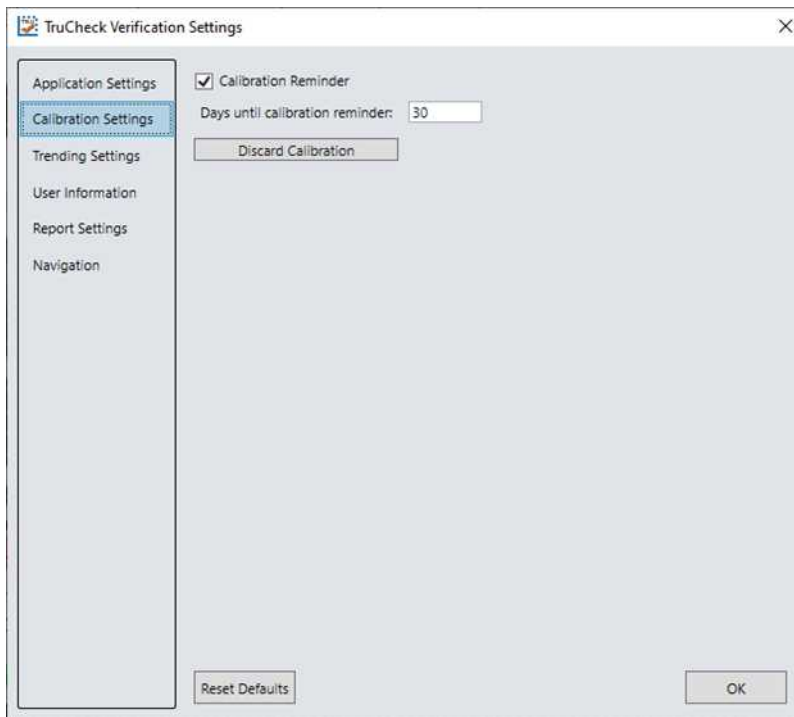 TruCheck Verification Settings
Application Settings
Calibration Settings
Trending Settings
User Information
Report Settings
Navigation
Calibration Reminder
Days until calibration reminder: 30
Discard Calibration
Reset Defaults
OK